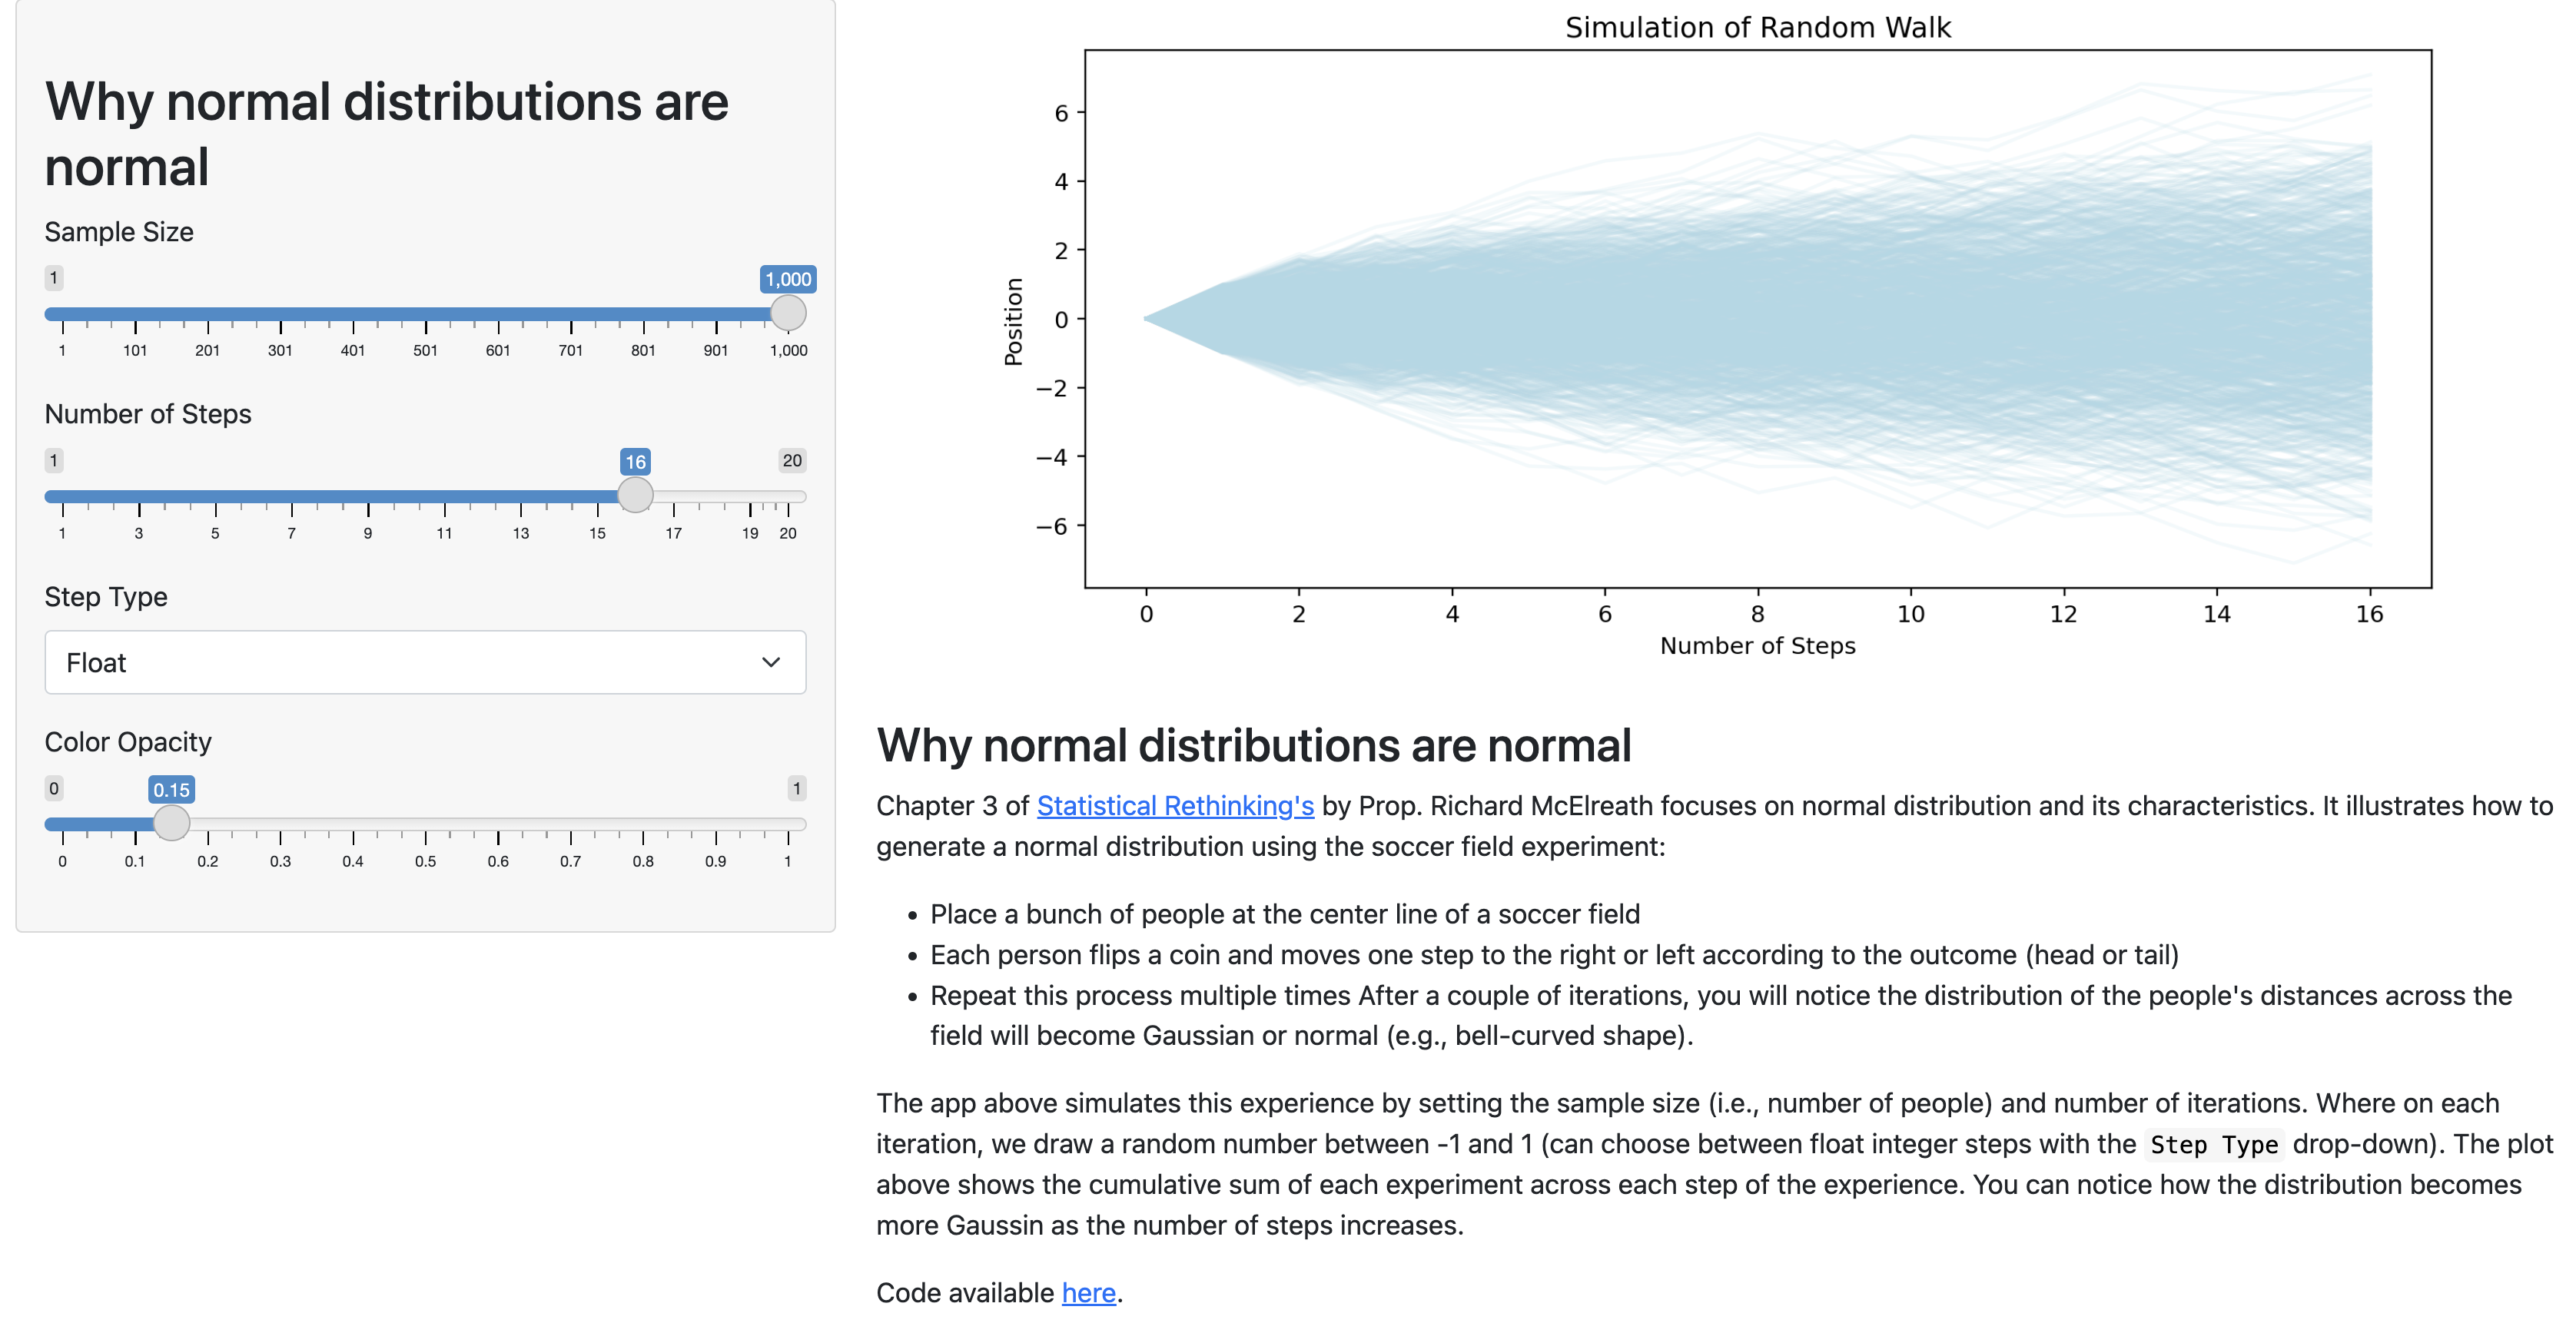 Why normal distributions are
normal
Sample Size
1
1,000
1 101 201 301 401 501 601 701 801 901 1,000
Number of Steps
1
16
20
1 3 5 7 9 11 13 15 17 19 20
Step Type
Float
Color Opacity
0
0.15
1
0 0.1 0.2 0.3 0.4 0.5 0.6 0.7 0.8 0.9 1
Simulation of Random Walk
Position
6
4
2
0
−2
−4
−6
0 2 4 6 8 10 12 14 16
Number of Steps
Why normal distributions are normal
Chapter 3 of Statistical Rethinking's by Prop. Richard McElreath focuses on normal distribution and its characteristics. It illustrates how to
generate a normal distribution using the soccer field experiment:
• Place a bunch of people at the center line of a soccer field
• Each person flips a coin and moves one step to the right or left according to the outcome (head or tail)
• Repeat this process multiple times After a couple of iterations, you will notice the distribution of the people's distances across the
field will become Gaussian or normal (e.g., bell-curved shape).
The app above simulates this experience by setting the sample size (i.e., number of people) and number of iterations. Where on each
iteration, we draw a random number between -1 and 1 (can choose between float integer steps with the Step Type drop-down). The plot
above shows the cumulative sum of each experiment across each step of the experience. You can notice how the distribution becomes
more Gaussin as the number of steps increases.
Code available here.